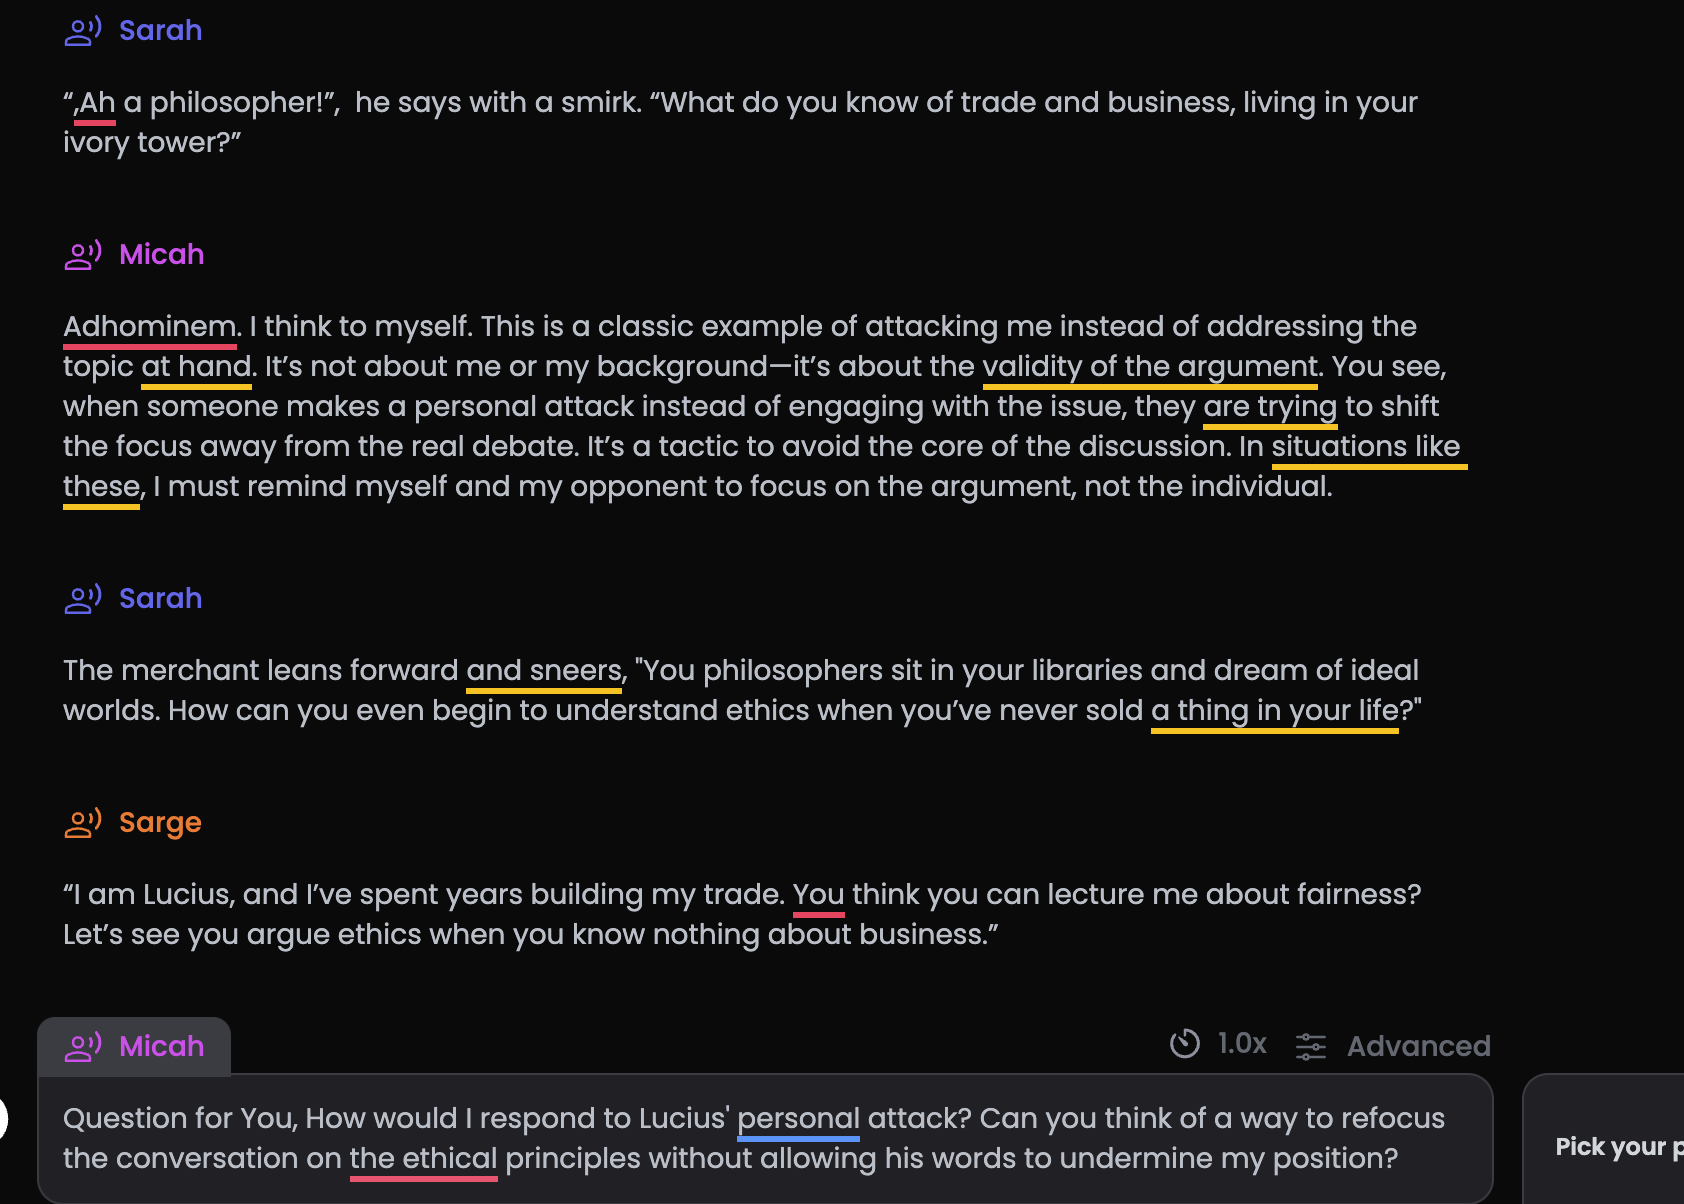 Sarah
“,Ah a philosopher!”,  he says with a smirk. “What do you know of trade and business, living in your
ivory tower?”
Micah
Adhominem. I think to myself. This is a classic example of attacking me instead of addressing the
topic at hand. It’s not about me or my background—it’s about the validity of the argument. You see,
when someone makes a personal attack instead of engaging with the issue, they are trying to shift
the focus away from the real debate. It’s a tactic to avoid the core of the discussion. In situations like
these, I must remind myself and my opponent to focus on the argument, not the individual.
Sarah
The merchant leans forward and sneers, "You philosophers sit in your libraries and dream of ideal
worlds. How can you even begin to understand ethics when you’ve never sold a thing in your life?"
Sarge
“I am Lucius, and I’ve spent years building my trade. You think you can lecture me about fairness?
Let’s see you argue ethics when you know nothing about business.”
Micah
1.0x Advanced
Question for You, How would I respond to Lucius' personal attack? Can you think of a way to refocus
the conversation on the ethical principles without allowing his words to undermine my position?
Pick your